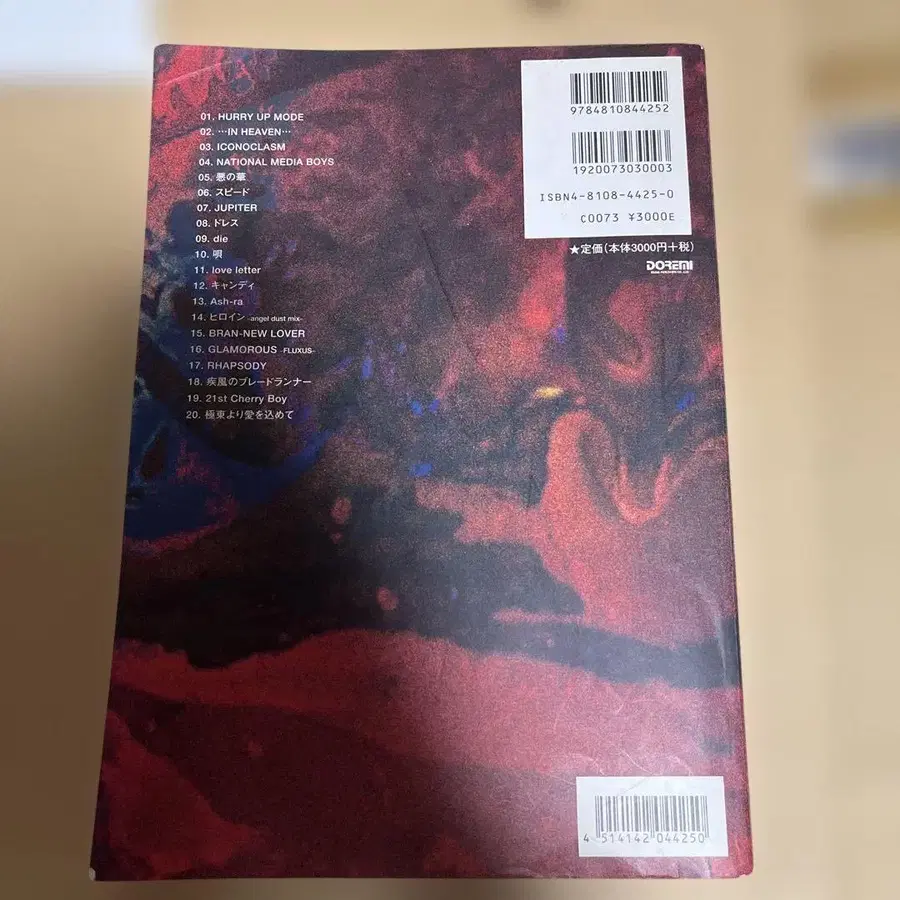 01. HURRY UP MODE
02. …IN HEAVEN…
03. ICONOCLASM
04. NATIONAL MEDIA BOYS
05. 悪の華
06. スピード
07. JUPITER
08. ドレス
09. die
10. 唄
11. love letter
12. キャンディ
13. Ash-ra
14. ヒロイン -angel dust mix-
15. BRAN-NEW LOVER
16. GLAMOROUS -FLUXUS-
17. RHAPSODY
18. 疾風のブレードランナー
19. 21st Cherry Boy
20. 極東より愛を込めて
9784810844252
1920073030003
ISBN4-8108-4425-0
C0073 ¥3000E
★定価(本体3000円+税)
DOREMI
4 514142 044250